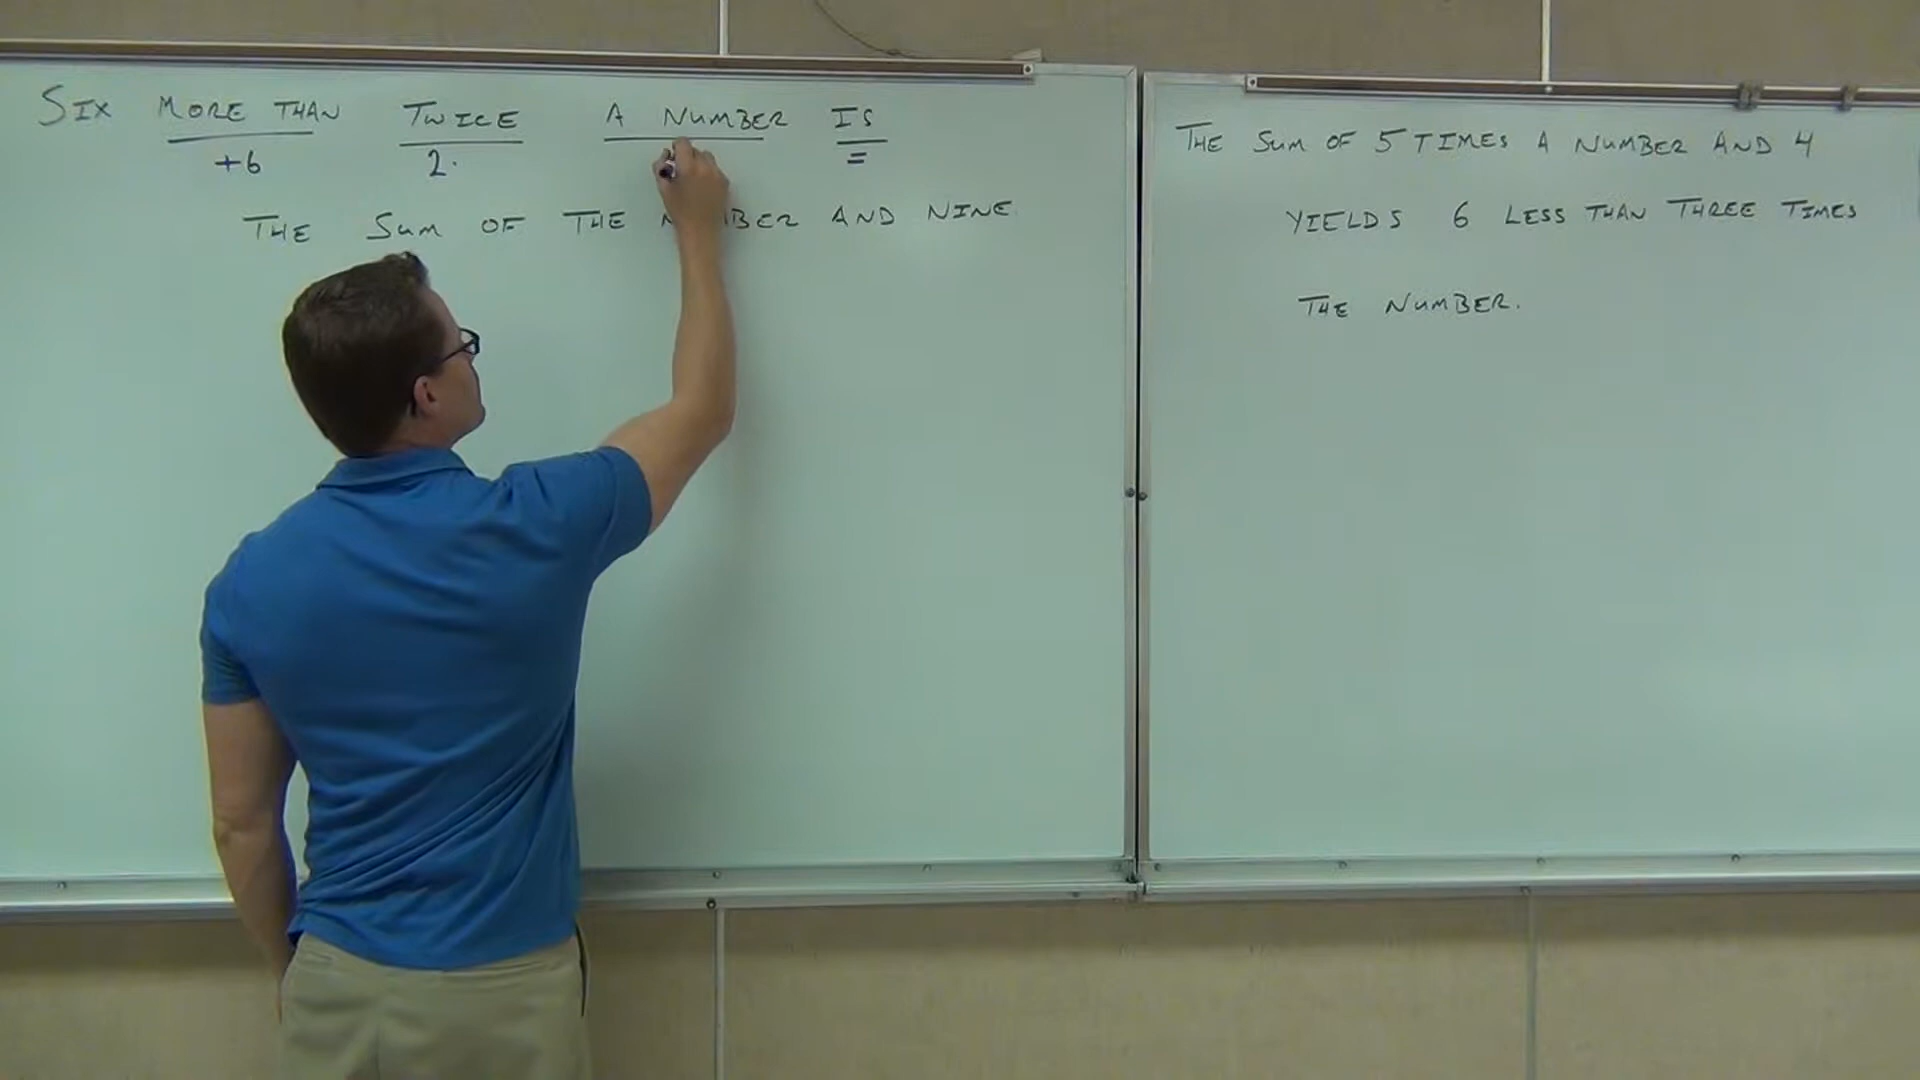 SIX MORE THAN TWICE A NUMBER IS
+6 2· =
THE SUM OF THE AND NINE
THE SUM OF 5 TIMES A NUMBER AND 4
YIELDS 6 LESS THAN THREE TIMES
THE NUMBER.